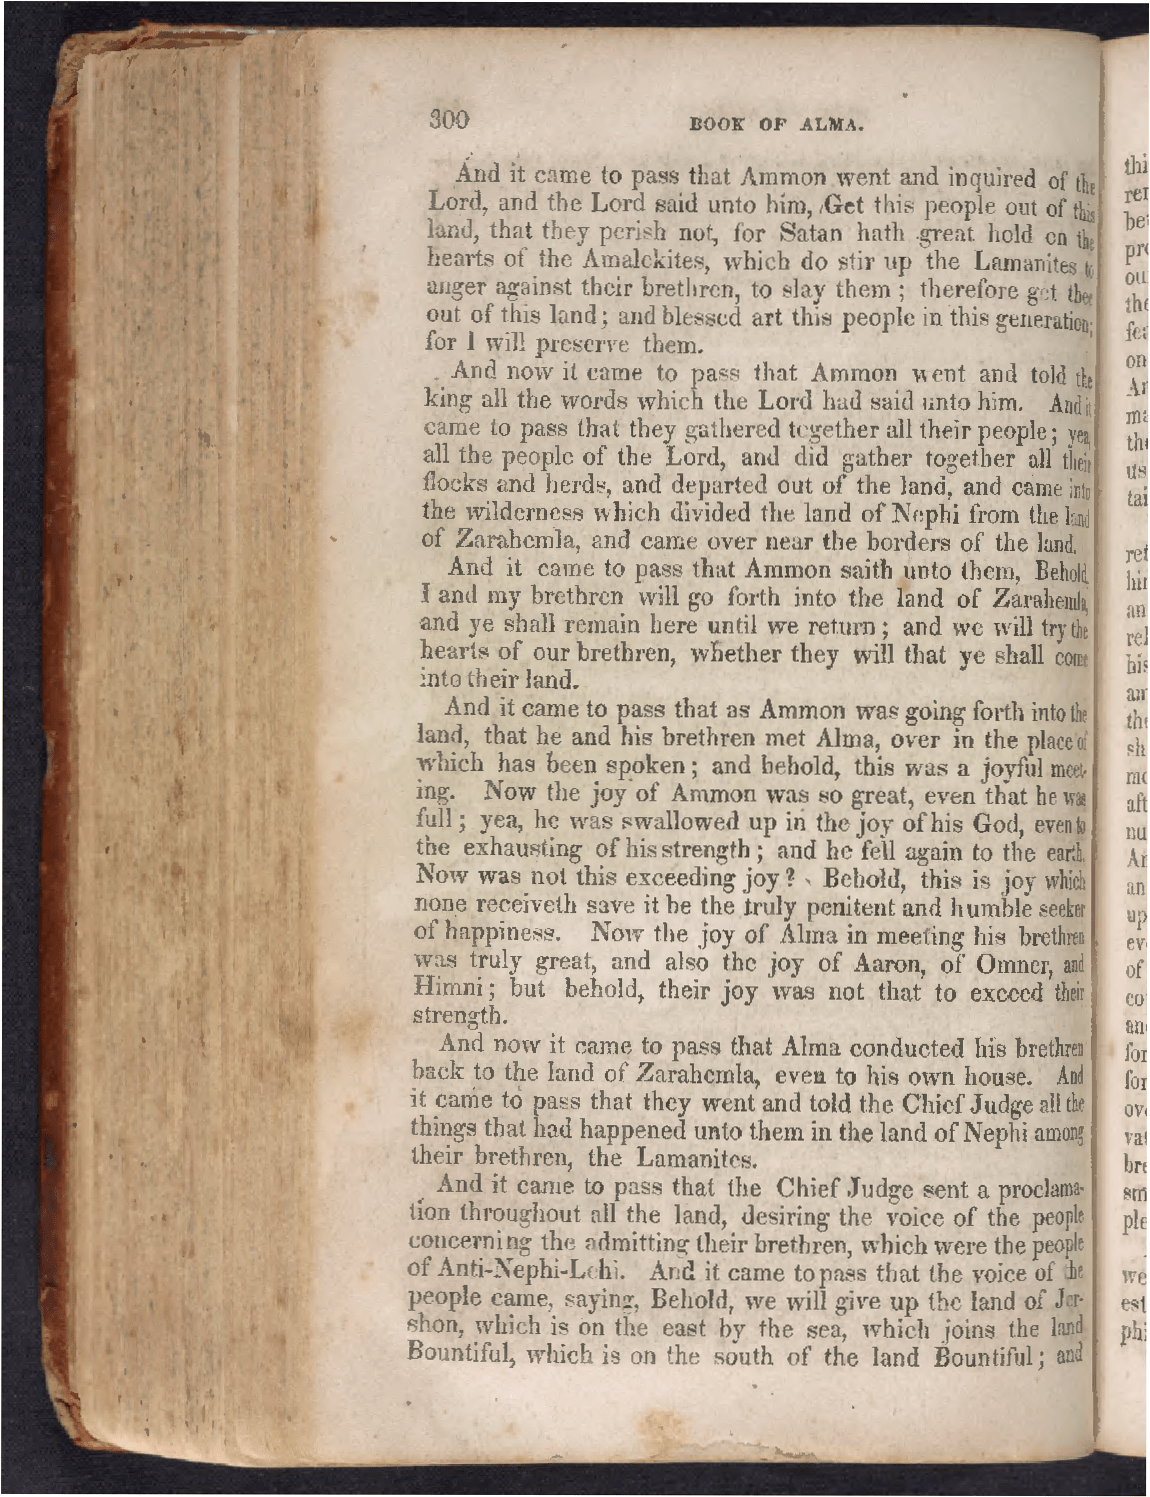 300
BOOK OF ALMA.
And it came to pass that Ammon went and inquired of the
Lord, and the Lord said unto him, Get this people out of this
land, that they perish not, for Satan hath great hold on the
hearts of the Amalekites, which do stir up the Lamanites to
anger against their brethren, to slay them; therefore get thee
out of this land; and blessed art this people in this generation;
for I will preserve them.
And now it came to pass that Ammon went and told the
king all the words which the Lord had said unto him. And it
came to pass that they gathered together all their people; yea,
all the people of the Lord, and did gather together all their
flocks and herds, and departed out of the land, and came into
the wilderness which divided the land of Nephi from the land
of Zarahemla, and came over near the borders of the land.
And it came to pass that Ammon saith unto them, Behold
I and my brethren will go forth into the land of Zarahemla,
and ye shall remain here until we return; and we will try the
hearts of our brethren, whether they will that ye shall come
into their land.
And it came to pass that as Ammon was going forth into the
land, that he and his brethren met Alma, over in the place of
which has been spoken; and behold, this was a joyful meet-
ing. Now the joy of Ammon was so great, even that he was
full; yea, he was swallowed up in the joy of his God, even to
the exhausting of his strength; and he fell again to the earth.
Now was not this exceeding joy? Behold, this is joy which
none receiveth save it be the truly penitent and humble seeker
of happiness. Now the joy of Alma in meeting his brethren
was truly great, and also the joy of Aaron, of Omner, and
Himni; but behold, their joy was not that to exceed their
strength.
And now it came to pass that Alma conducted his brethren
back to the land of Zarahemla, even to his own house. And
it came to pass that they went and told the Chief Judge all the
things that had happened unto them in the land of Nephi among
their brethren, the Lamanites.
And it came to pass that the Chief Judge sent a proclama-
tion throughout all the land, desiring the voice of the people
concerning the admitting their brethren, which were the people
of Anti-Nephi-Lehi. And it came to pass that the voice of the
people came, saying, Behold, we will give up the land of Jer-
shon, which is on the east by the sea, which joins the land
Bountiful, which is on the south of the land Bountiful; and